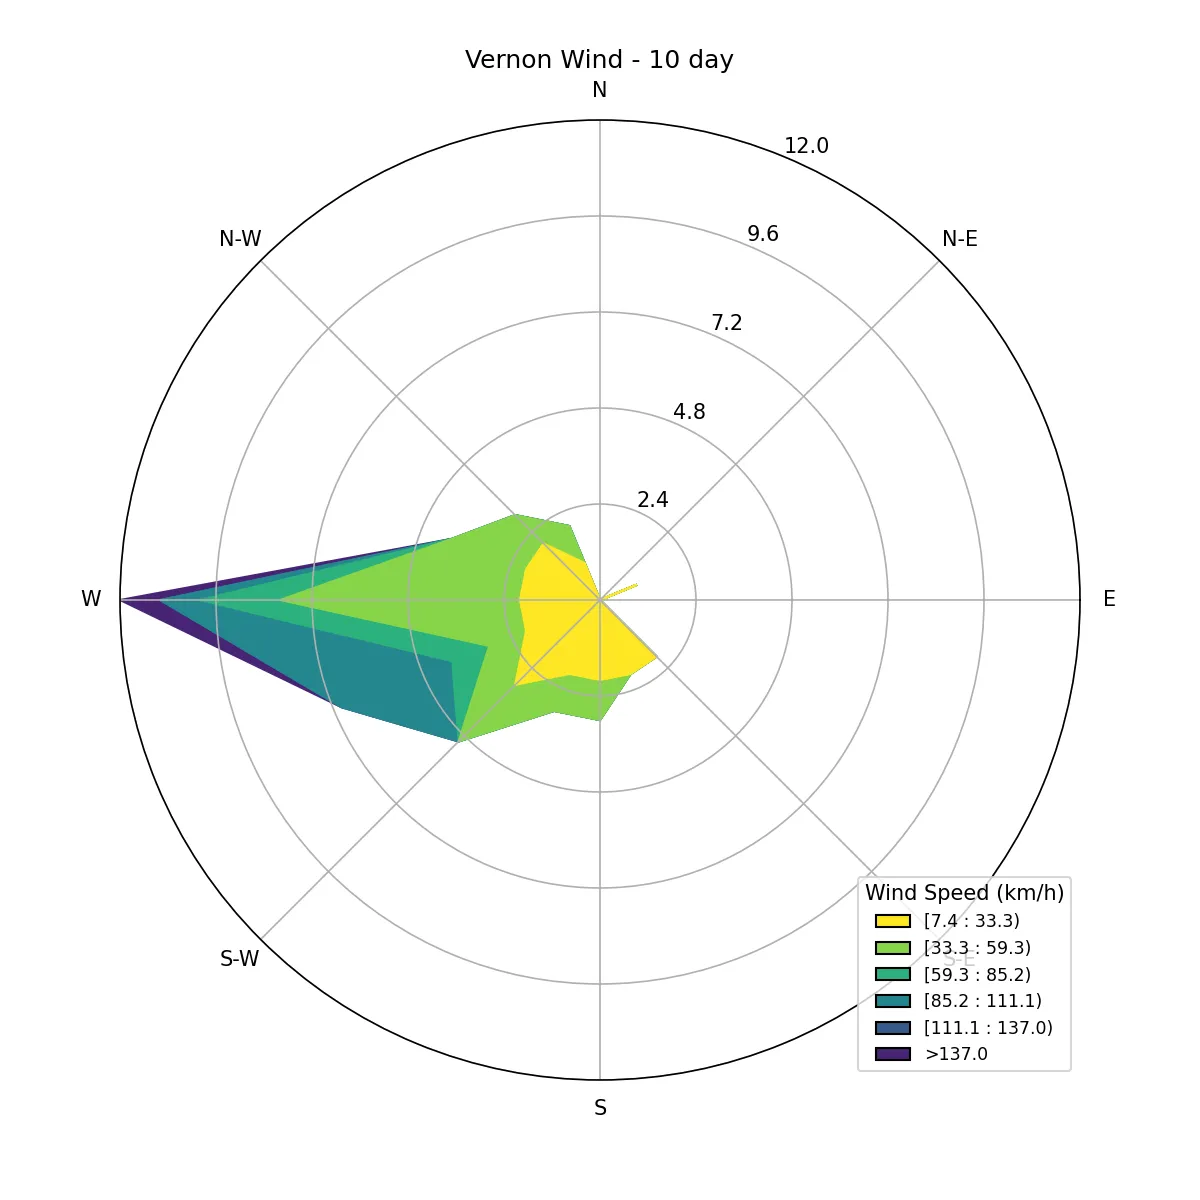 Vernon Wind - 10 day
N
12.0
N-W
9.6
N-E
7.2
4.8
2.4
W
E
S-W
S-E
S
Wind Speed (km/h)
[7.4 : 33.3)
[33.3 : 59.3)
[59.3 : 85.2)
[85.2 : 111.1)
[111.1 : 137.0)
>137.0